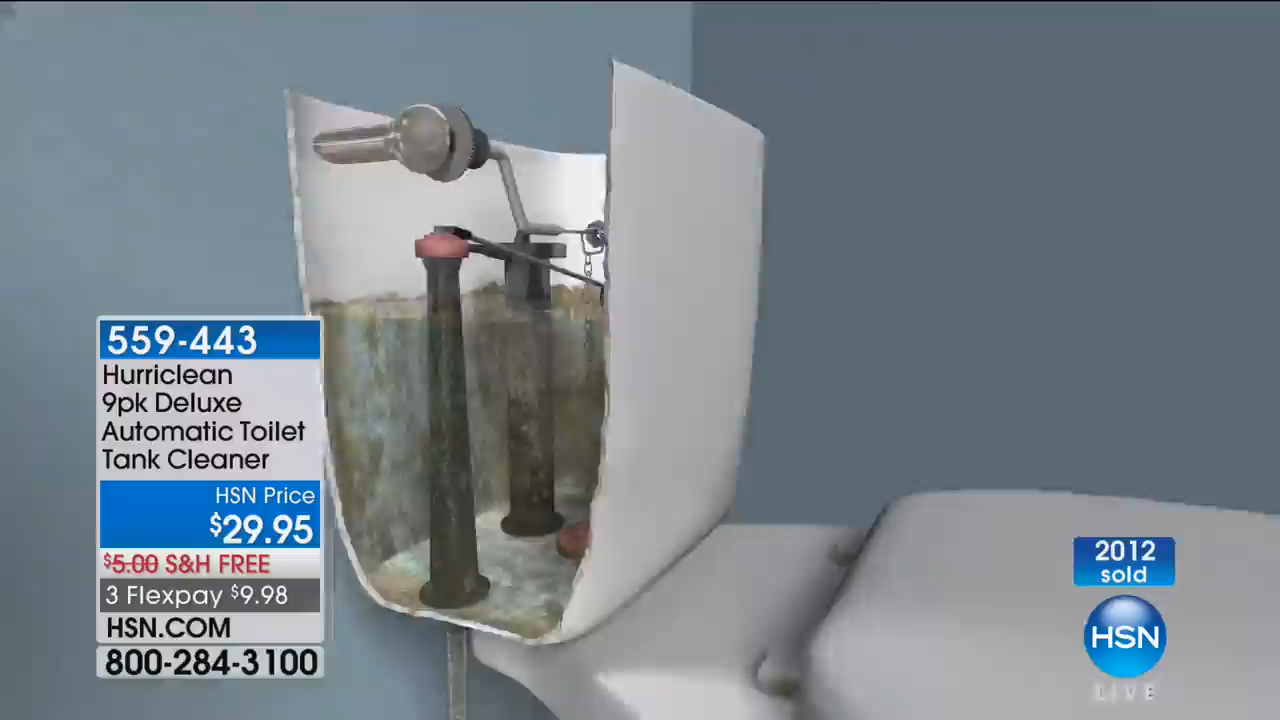 559-443
Hurriclean
9pk Deluxe
Automatic Toilet
Tank Cleaner
HSN Price
$29.95
$5.00 S&H FREE
3 Flexpay $9.98
HSN.COM
800-284-3100
2012
sold
HSN
LIVE